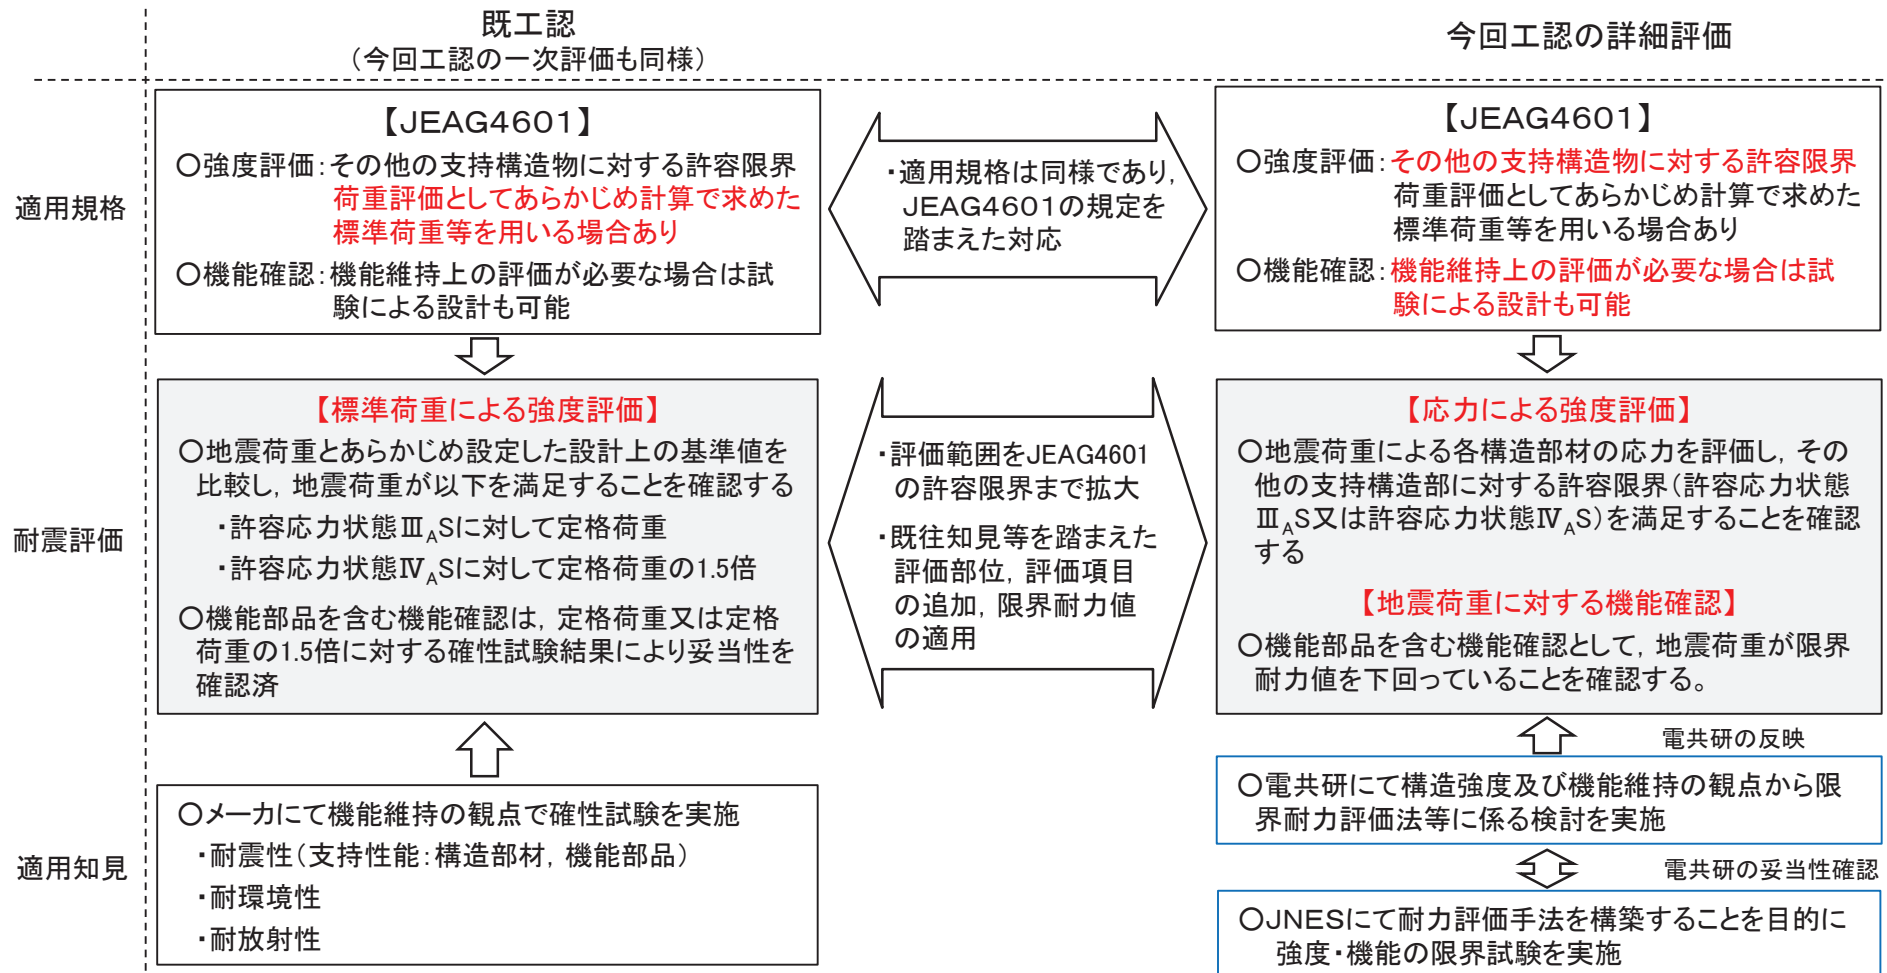 既工認
（今回工認の一次評価も同様）
今回工認の詳細評価
適用規格
【JEAG4601】
〇強度評価：その他の支持構造物に対する許容限界
荷重評価としてあらかじめ計算で求めた
標準荷重等を用いる場合あり
〇機能確認：機能維持上の評価が必要な場合は試
験による設計も可能
・適用規格は同様であり，
JEAG4601の規定を
踏まえた対応
【JEAG4601】
〇強度評価：その他の支持構造物に対する許容限界
荷重評価としてあらかじめ計算で求めた
標準荷重等を用いる場合あり
〇機能確認：機能維持上の評価が必要な場合は試
験による設計も可能
耐震評価
【標準荷重による強度評価】
〇地震荷重とあらかじめ設定した設計上の基準値を
比較し，地震荷重が以下を満足することを確認する
・許容応力状態ⅢASに対して定格荷重
・許容応力状態ⅣASに対して定格荷重の1.5倍
〇機能部品を含む機能確認は，定格荷重又は定格
荷重の1.5倍に対する確性試験結果により妥当性を
確認済
・評価範囲をJEAG4601
の許容限界まで拡大
・既往知見等を踏まえた
評価部位，評価項目
の追加，限界耐力値
の適用
【応力による強度評価】
〇地震荷重による各構造部材の応力を評価し，その
他の支持構造部に対する許容限界（許容応力状態
ⅢAS又は許容応力状態ⅣAS）を満足することを確認
する
【地震荷重に対する機能確認】
〇機能部品を含む機能確認として，地震荷重が限界
耐力値を下回っていることを確認する。
適用知見
〇メーカにて機能維持の観点で確性試験を実施
・耐震性（支持性能：構造部材，機能部品）
・耐環境性
・耐放射性
電共研の反映
〇電共研にて構造強度及び機能維持の観点から限
界耐力評価法等に係る検討を実施
電共研の妥当性確認
〇JNESにて耐力評価手法を構築することを目的に
強度・機能の限界試験を実施